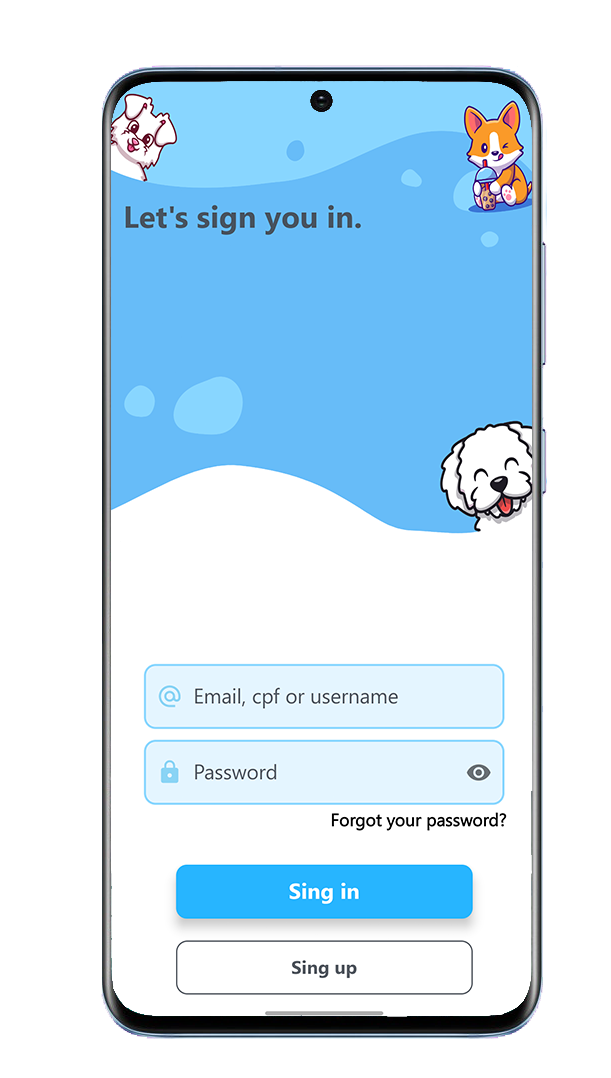 Let's sign you in.
Email, cpf or username
Password
Forgot your password?
Sing in
Sing up